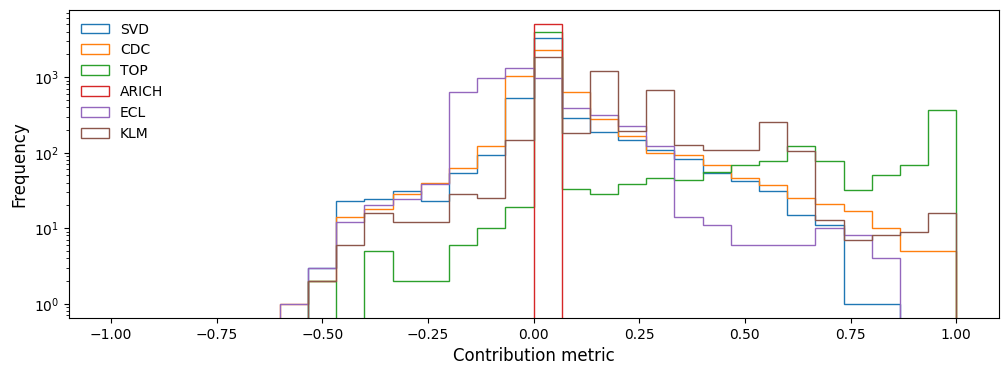 SVD
CDC
TOP
ARICH
ECL
KLM
Frequency
10³
10²
10¹
10⁰
−1.00 −0.75 −0.50 −0.25 0.00 0.25 0.50 0.75 1.00
Contribution metric